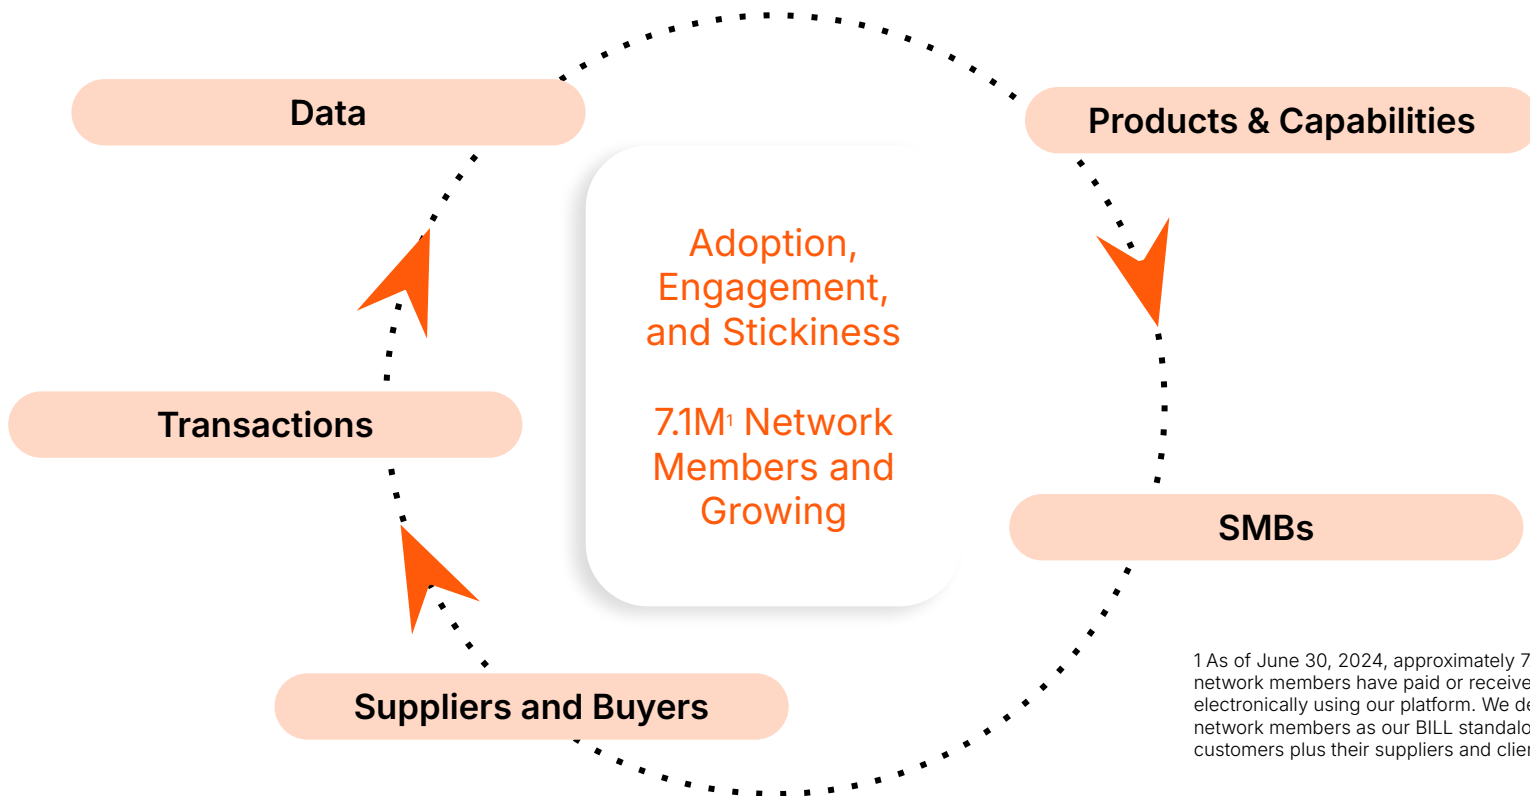 Data
Products & Capabilities
Adoption,
Engagement,
and Stickiness
7.1M¹ Network
Members and
Growing
Transactions
SMBs
Suppliers and Buyers
1 As of June 30, 2024, approximately
network members have paid or
electronically using our platform. We
network members as our BILL
customers plus their suppliers and